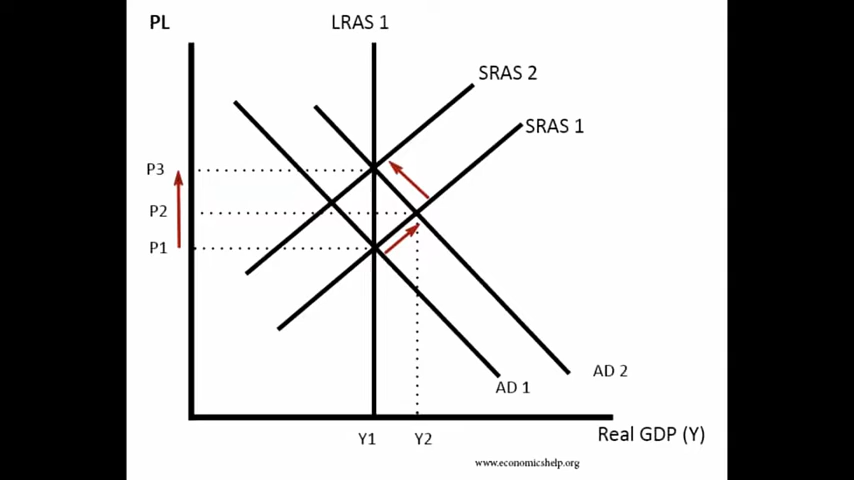 PL
LRAS 1
SRAS 2
SRAS 1
P3
P2
P1
AD 2
AD 1
Y1
Y2
Real GDP (Y)
www.economicshelp.org